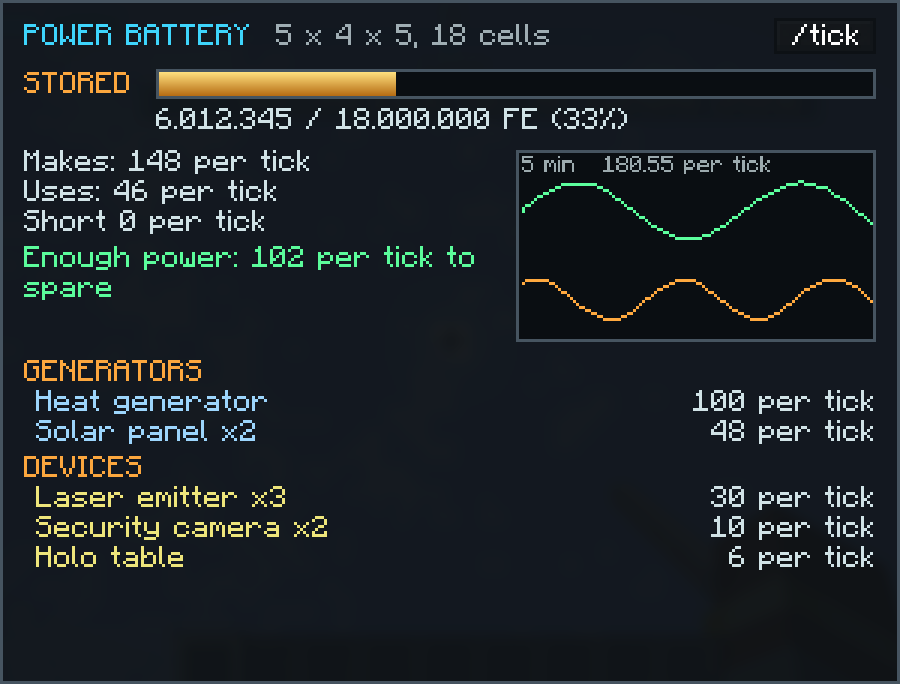 POWER BATTERY 5 x 4 x 5, 18 cells /tick
STORED
6.012.345 / 18.000.000 FE (33%)
Makes: 148 per tick
Uses: 46 per tick
Short 0 per tick
Enough power: 102 per tick to
spare
5 min 180.55 per tick
GENERATORS
Heat generator 100 per tick
Solar panel x2 48 per tick
DEVICES
Laser emitter x3 30 per tick
Security camera x2 10 per tick
Holo table 6 per tick